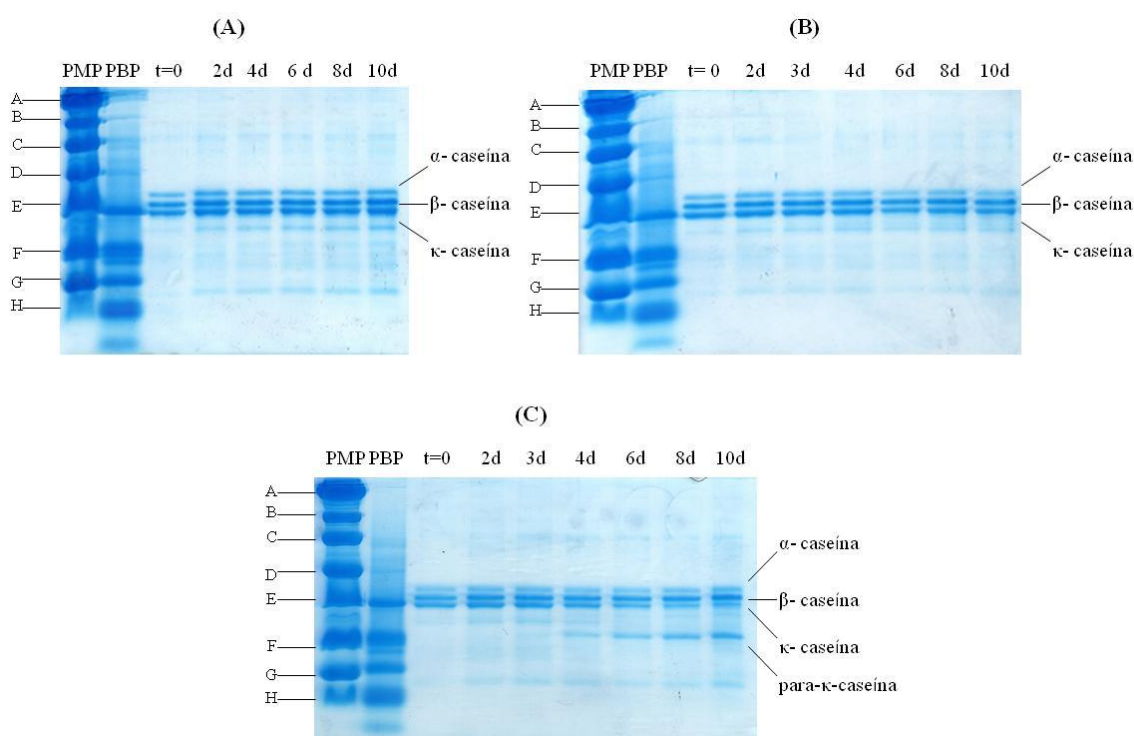 (A)
PMP PBP t=0 2d 4d 6 d 8d 10d
A
B
C
D
E
F
G
H
α- caseína
β- caseína
κ- caseína
(B)
PMP PBP t= 0 2d 3d 4d 6d 8d 10d
A
B
C
D
E
F
G
H
α- caseína
β- caseína
κ- caseína
(C)
PMP PBP t=0 2d 3d 4d 6d 8d 10d
A
B
C
D
E
F
G
H
α- caseína
β- caseína
κ- caseína
para-κ-caseína